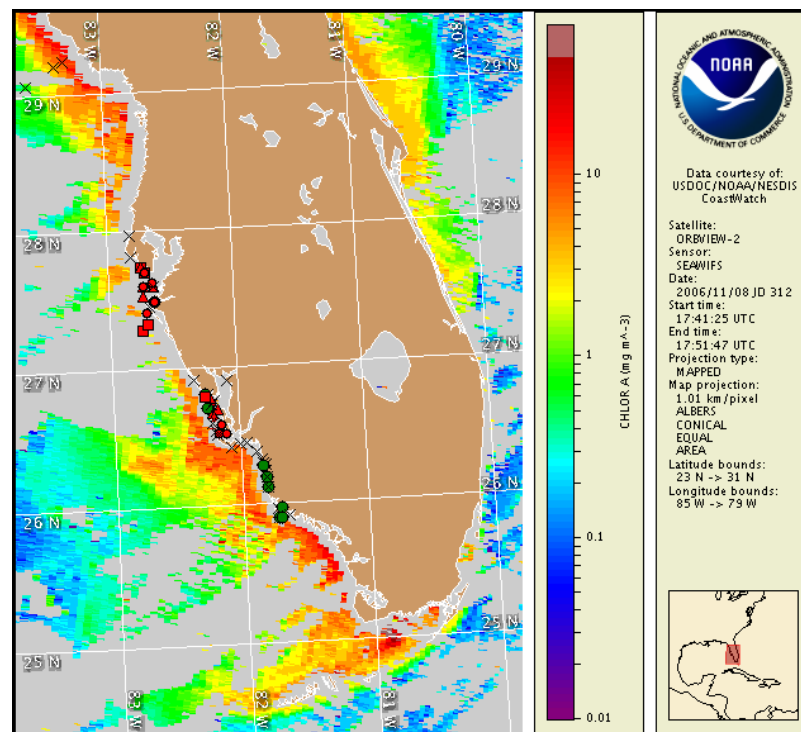 83 W
82 W
81 W
80 W
29 N
29 N
28 N
28 N
27 N
27 N
26 N
26 N
25 N
25 N
83 W
82 W
81 W
10
1
0.1
0.01
CHLOR A (mg m^-3)
NATIONAL OCEANIC AND ATMOSPHERIC ADMINISTRATION
NOAA
U.S. DEPARTMENT OF COMMERCE
Data courtesy of:
USDOC/NOAA/NESDIS
CoastWatch
Satellite:
ORBVIEW-2
Sensor:
SEAWIFS
Date:
2006/11/08 JD 312
Start time:
17:41:25 UTC
End time:
17:51:47 UTC
Projection type:
MAPPED
Map projection:
1.01 km/pixel
ALBERS
CONICAL
EQUAL
AREA
Latitude bounds:
23 N -> 31 N
Longitude bounds:
85 W -> 79 W